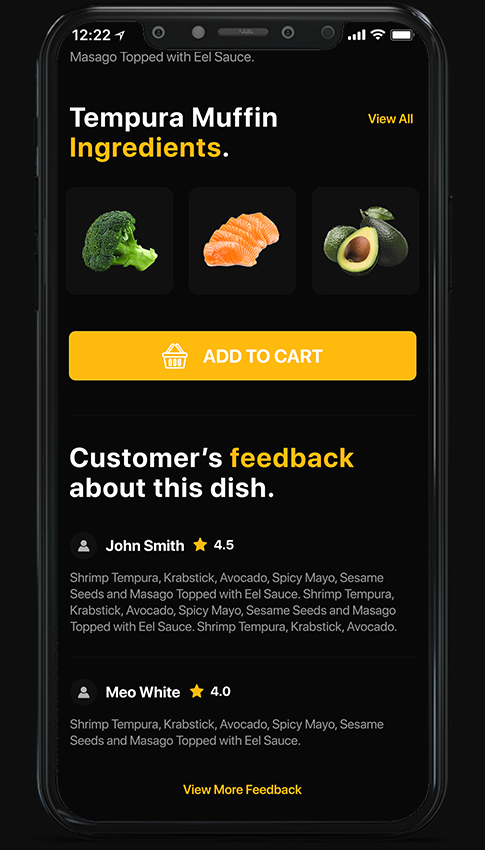 12:22
Masago Topped with Eel Sauce.
Tempura Muffin
View All
Ingredients.
ADD TO CART
Customer's feedback
about this dish.
John Smith 4.5
Shrimp Tempura, Krabstick, Avocado, Spicy Mayo, Sesame
Seeds and Masago Topped with Eel Sauce. Shrimp Tempura,
Krabstick, Avocado, Spicy Mayo, Sesame Seeds and Masago
Topped with Eel Sauce. Shrimp Tempura, Krabstick, Avocado.
Meo White 4.0
Shrimp Tempura, Krabstick, Avocado, Spicy Mayo, Sesame
Seeds and Masago Topped with Eel Sauce.
View More Feedback